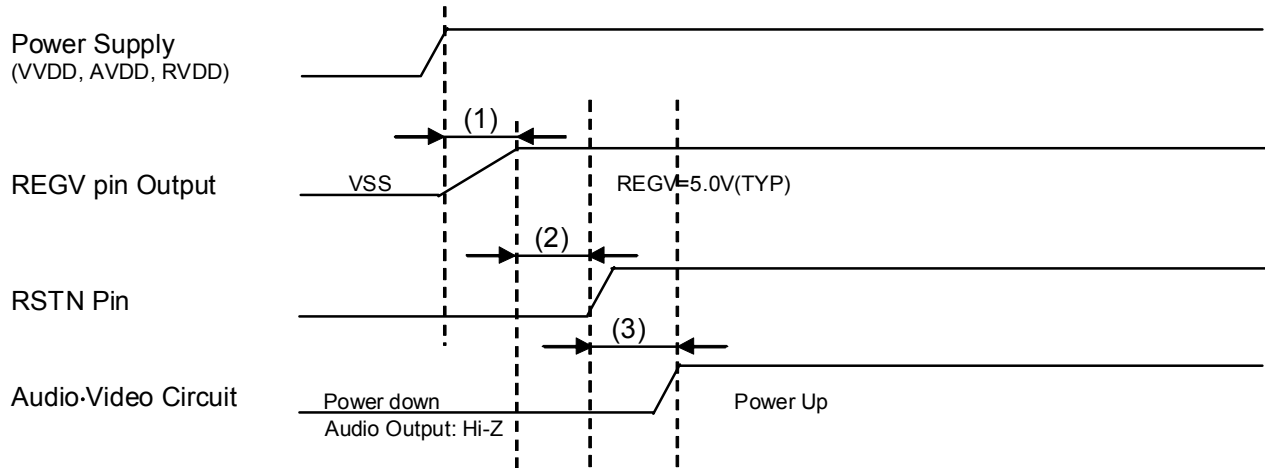 Power Supply
(VVDD, AVDD, RVDD)
(1)
REGV pin Output
VSS
REGV=5.0V(TYP)
(2)
RSTN Pin
(3)
Audio·Video Circuit
Power down
Power Up
Audio Output: Hi-Z